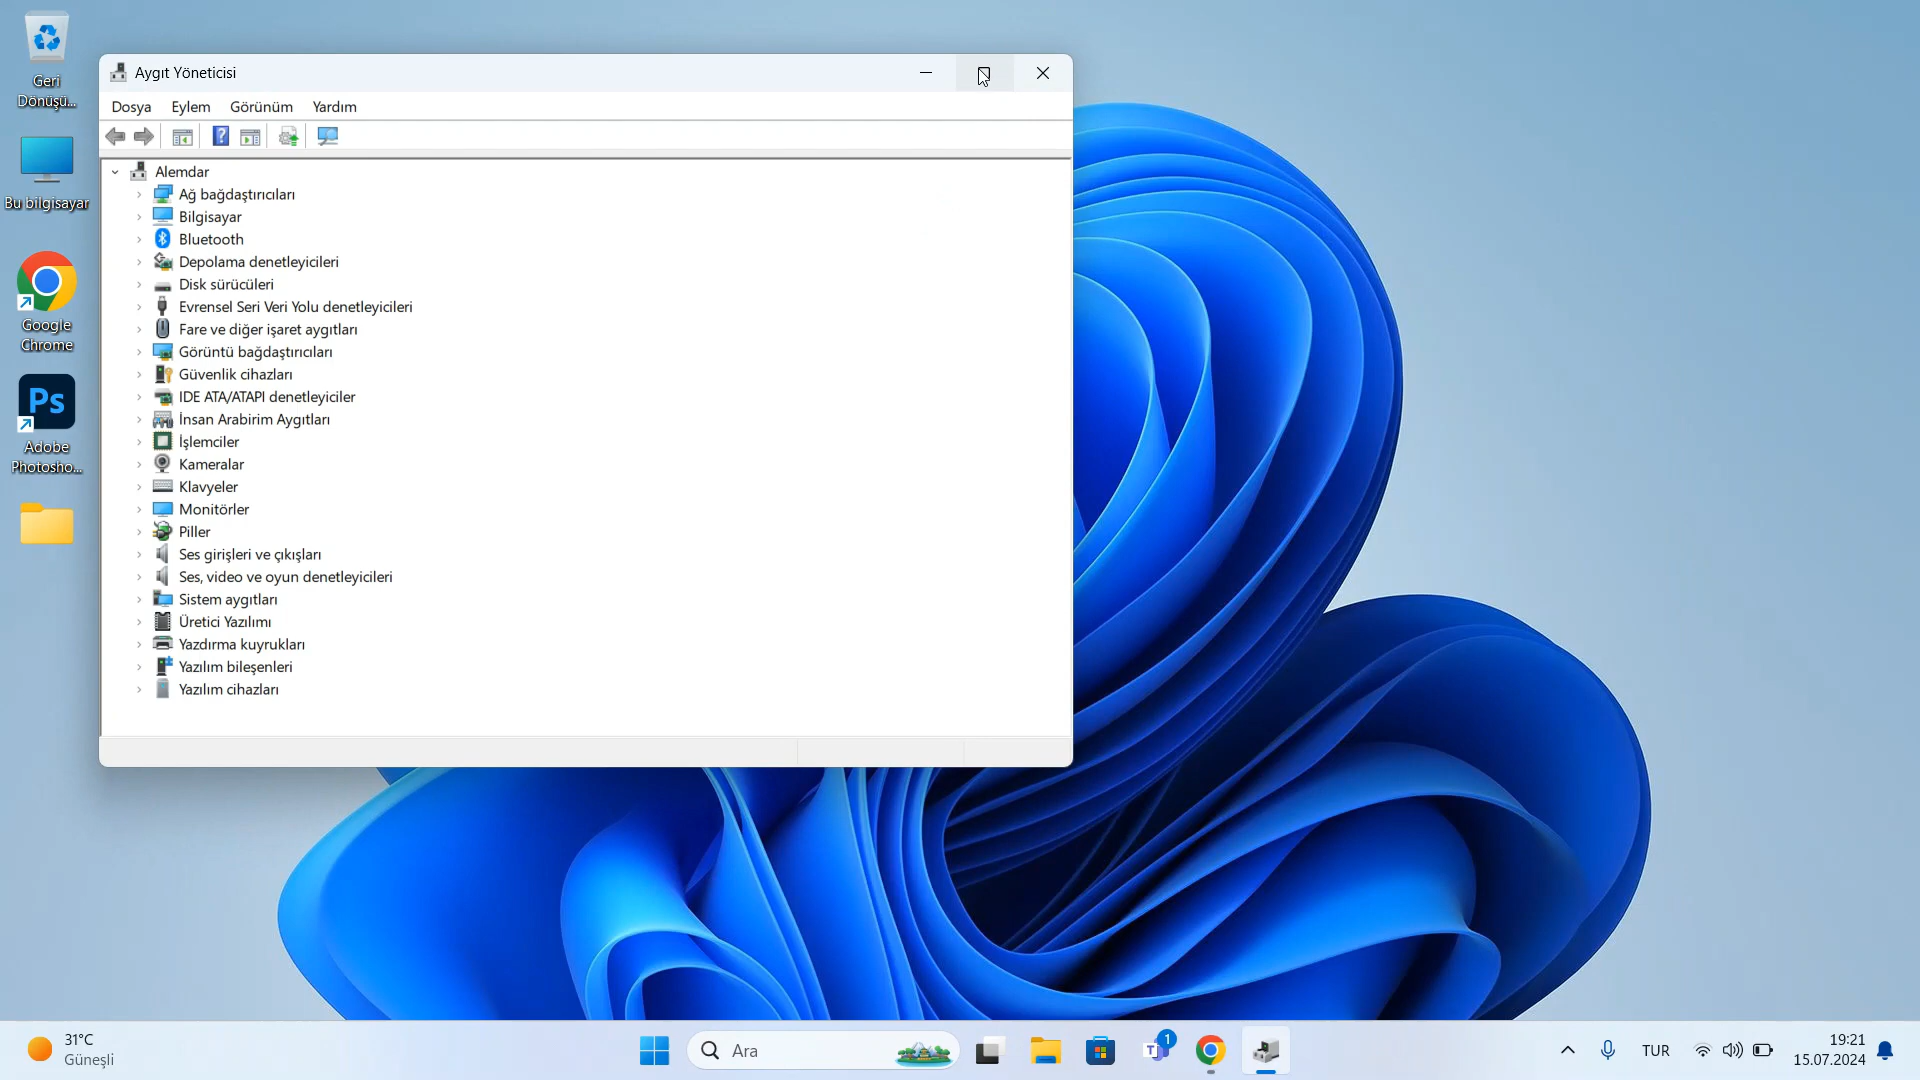 Geri
Dönüşü...
Bu bilgisayar
Google
Chrome
Ps
Adobe
Photosho...
Aygıt Yöneticisi
Dosya Eylem Görünüm Yardım
Alemdar
Ağ bağdaştırıcıları
Bilgisayar
Bluetooth
Depolama denetleyicileri
Disk sürücüleri
Evrensel Seri Veri Yolu denetleyicileri
Fare ve diğer işaret aygıtları
Görüntü bağdaştırıcıları
Güvenlik cihazları
IDE ATA/ATAPI denetleyiciler
İnsan Arabirim Aygıtları
İşlemciler
Kameralar
Klavyeler
Monitörler
Piller
Ses girişleri ve çıkışları
Ses, video ve oyun denetleyicileri
Sistem aygıtları
Üretici Yazılımı
Yazdırma kuyrukları
Yazılım bileşenleri
Yazılım cihazları
31°C
Güneşli
Ara
1
TUR
19:21
15.07.2024